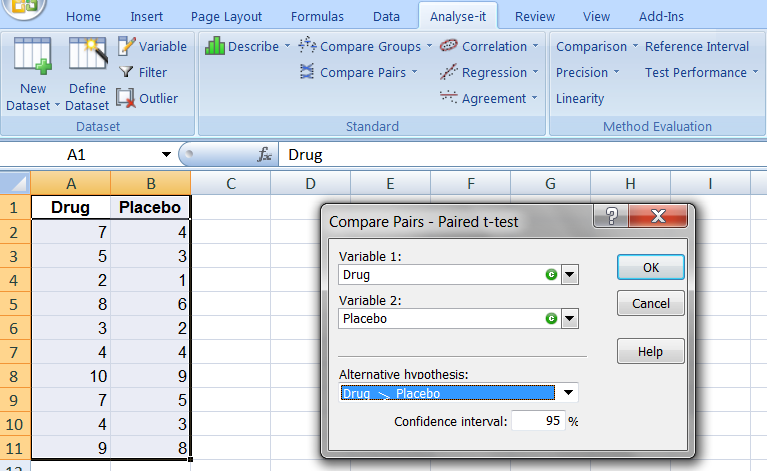 Home Insert Page Layout Formulas Data Analyse-it Review View Add-Ins
New Dataset
Define Dataset
Variable
Filter
Outlier
Dataset
Describe Compare Groups Correlation
Compare Pairs Regression
Agreement
Standard
Comparison Reference Interval
Precision Test Performance
Linearity
Method Evaluation
A1 fx Drug
A B C D E F G H I
1 Drug Placebo
2 7 4
3 5 3
4 2 1
5 8 6
6 3 2
7 4 4
8 10 9
9 7 5
10 4 3
11 9 8
Compare Pairs - Paired t-test ? X
Variable 1:
Drug
Variable 2:
Placebo
Alternative hypothesis:
Drug > Placebo
Confidence interval: 95 %
OK
Cancel
Help